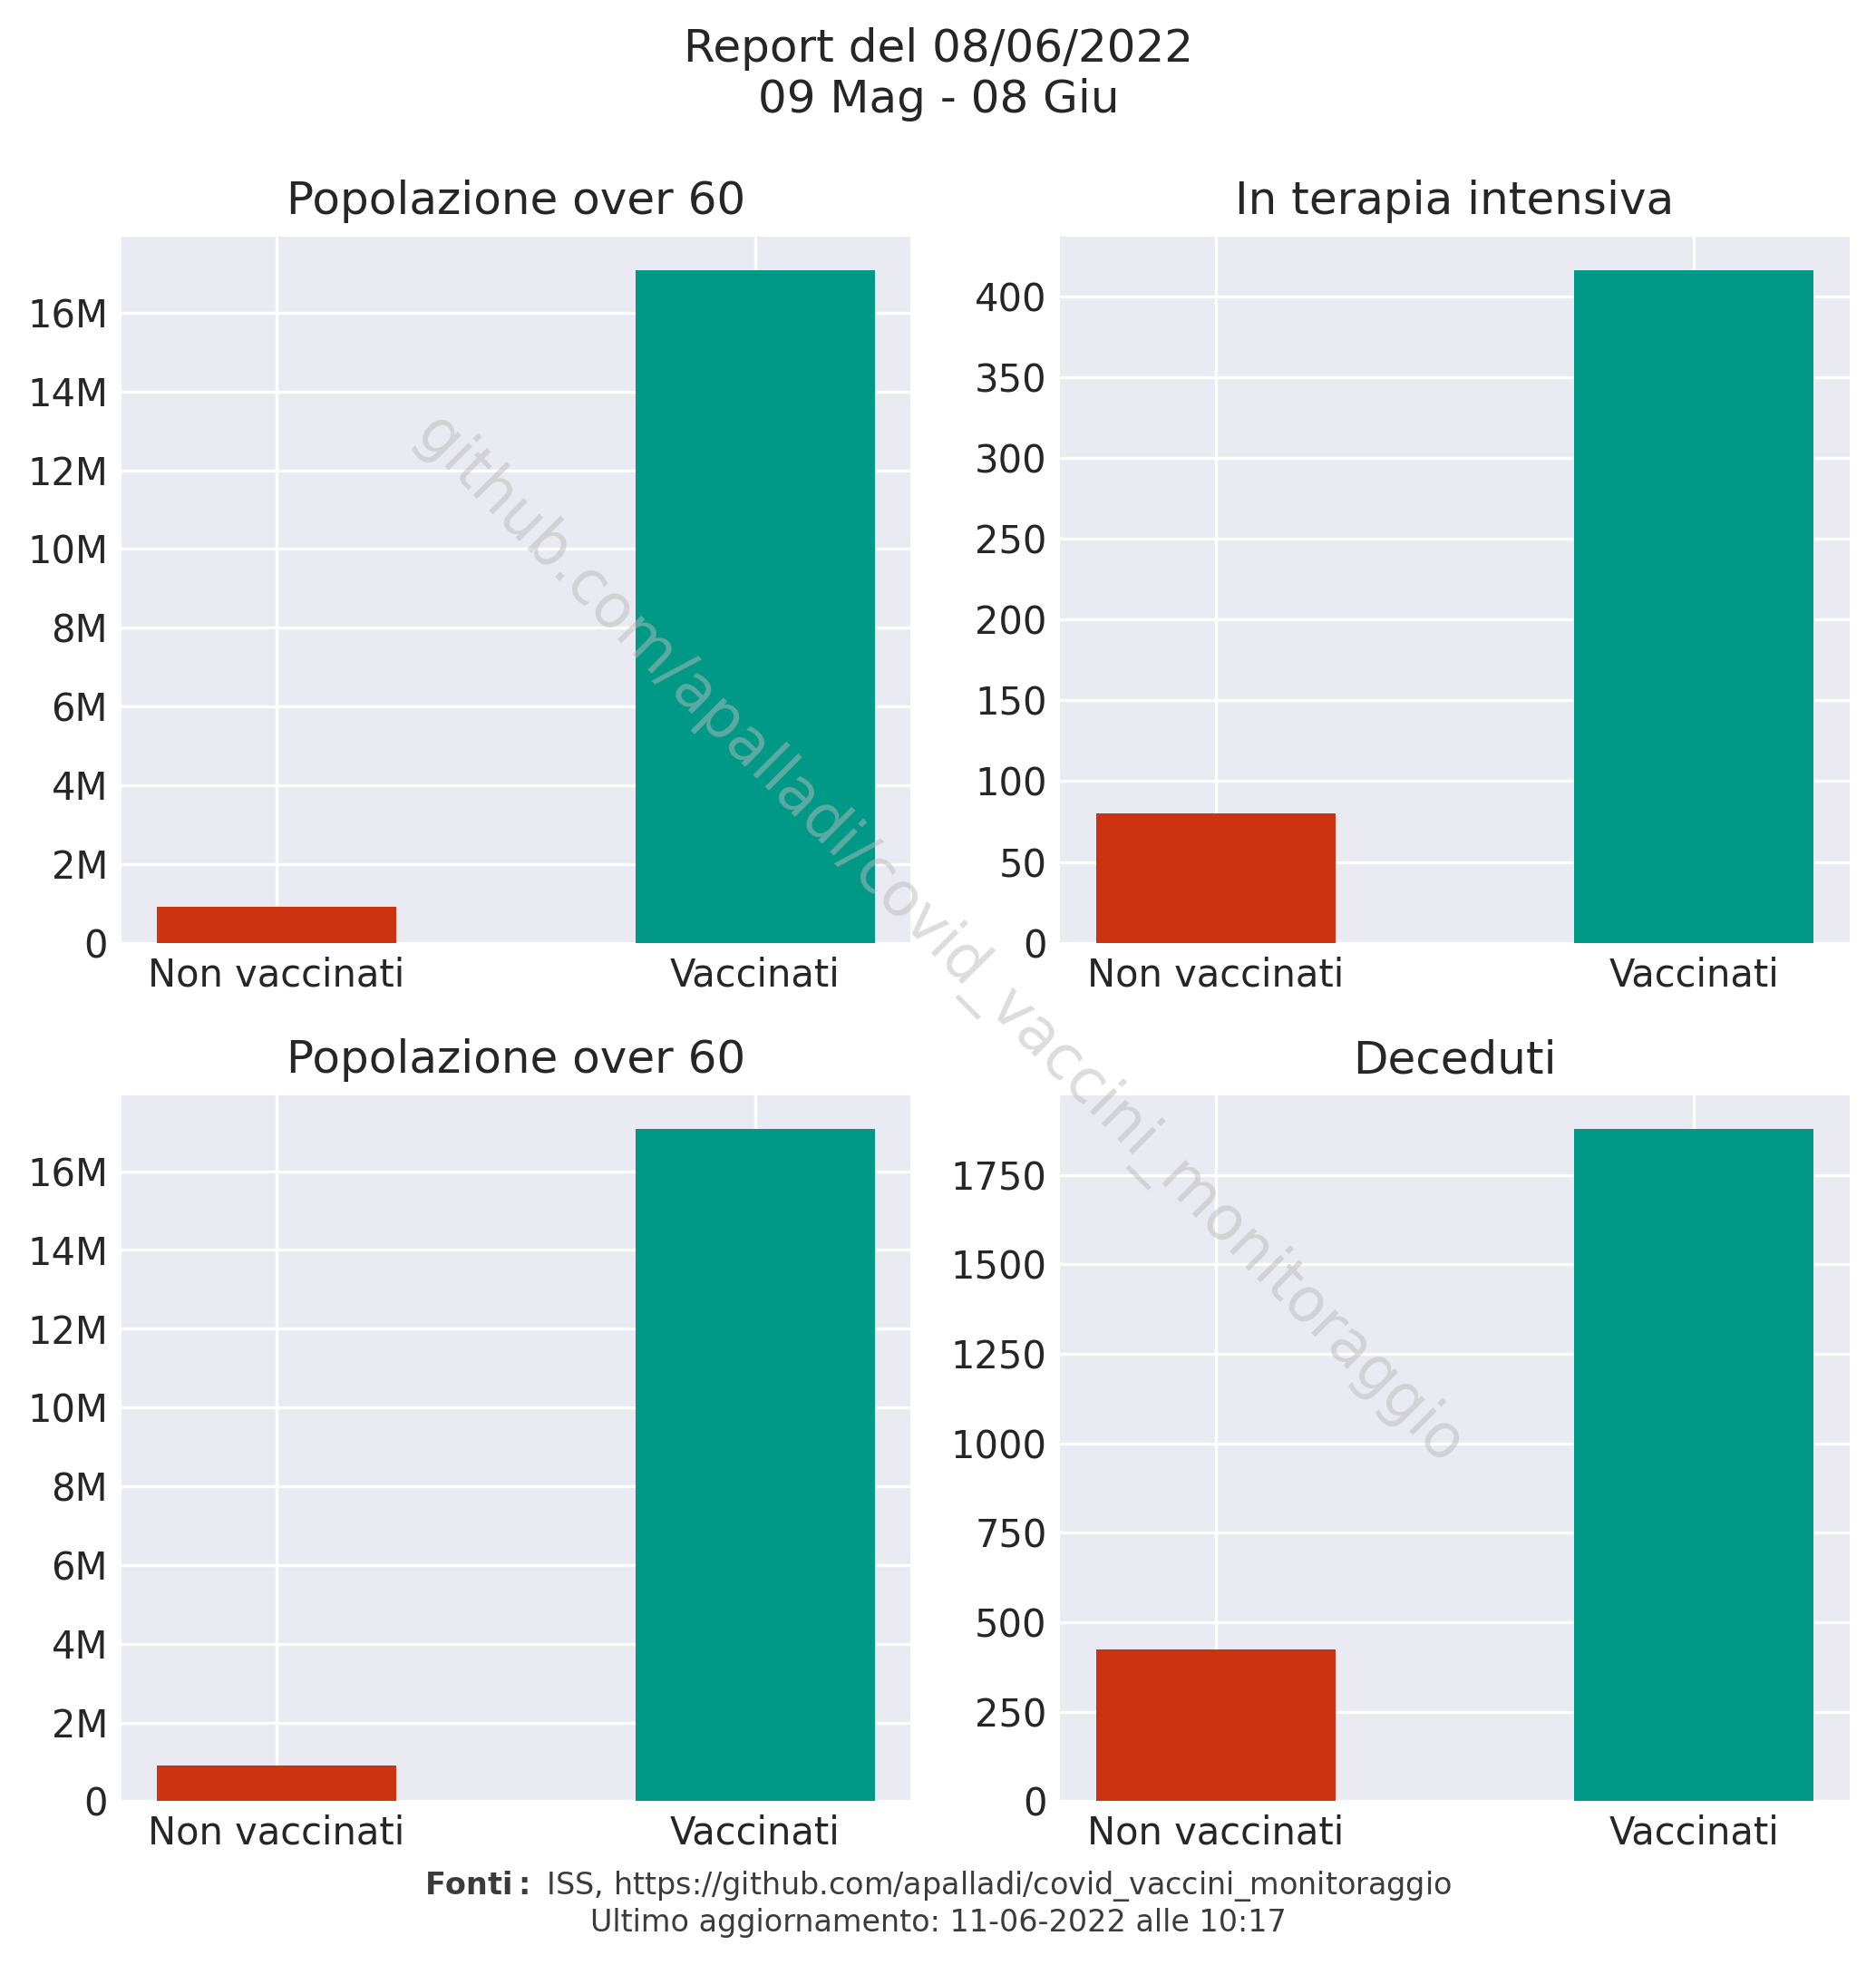 Report del 08/06/2022
09 Mag - 08 Giu
Popolazione over 60
16M
14M
12M
10M
8M
6M
4M
2M
0
Non vaccinati
Vaccinati
In terapia intensiva
400
350
300
250
200
150
100
50
0
Non vaccinati
Vaccinati
Popolazione over 60
16M
14M
12M
10M
8M
6M
4M
2M
0
Non vaccinati
Vaccinati
Deceduti
1750
1500
1250
1000
750
500
250
0
Non vaccinati
Vaccinati
github.com/apalladi/covid_vaccini_monitoraggio
Fonti: ISS, https://github.com/apalladi/covid_vaccini_monitoraggio
Ultimo aggiornamento: 11-06-2022 alle 10:17